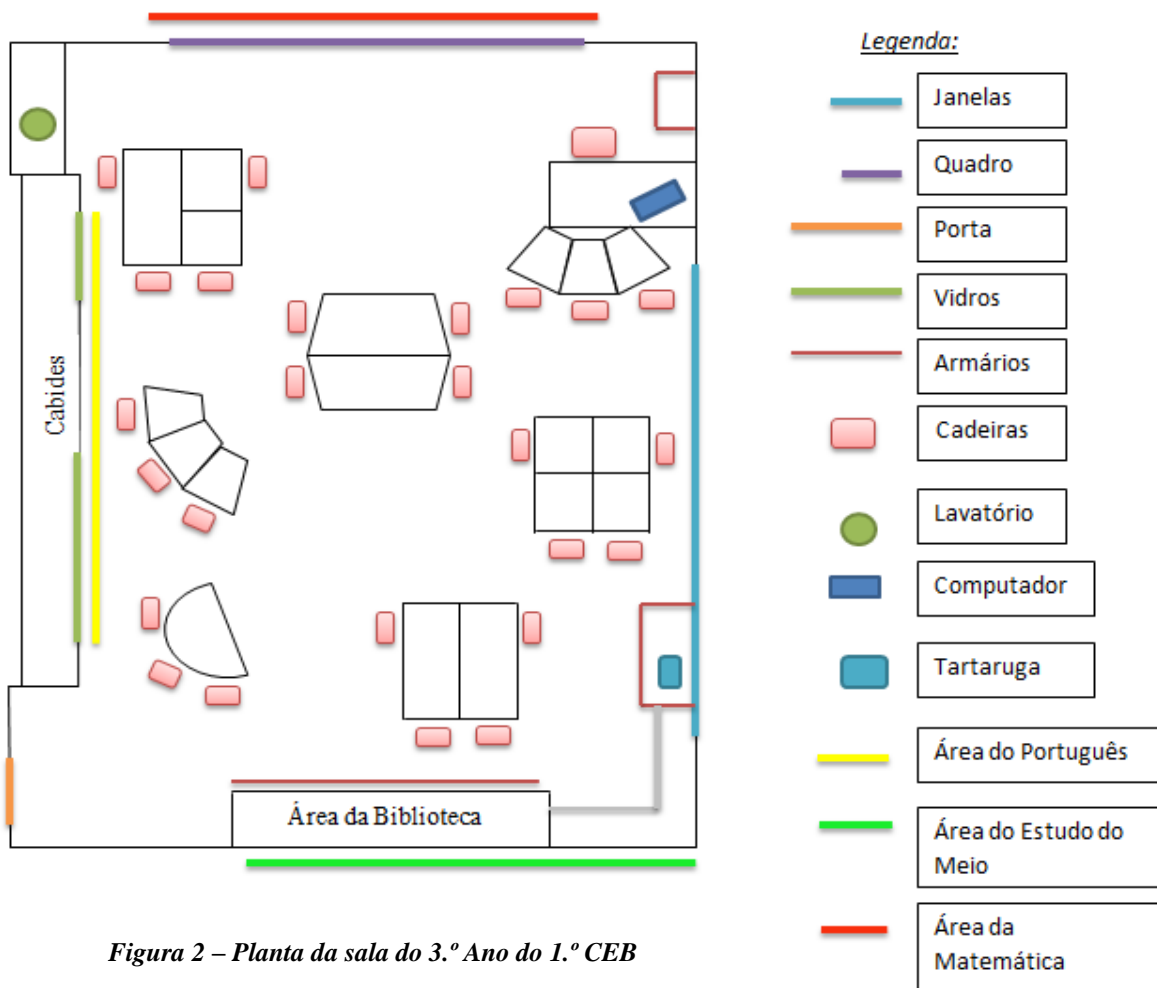 Legenda:
Janelas
Quadro
Porta
Vidros
Armários
Cadeiras
Lavatório
Computador
Tartaruga
Área do Português
Área do Estudo do
Meio
Área da
Matemática
Cabides
Área da Biblioteca
Figura 2 – Planta da sala do 3.º Ano do 1.º CEB